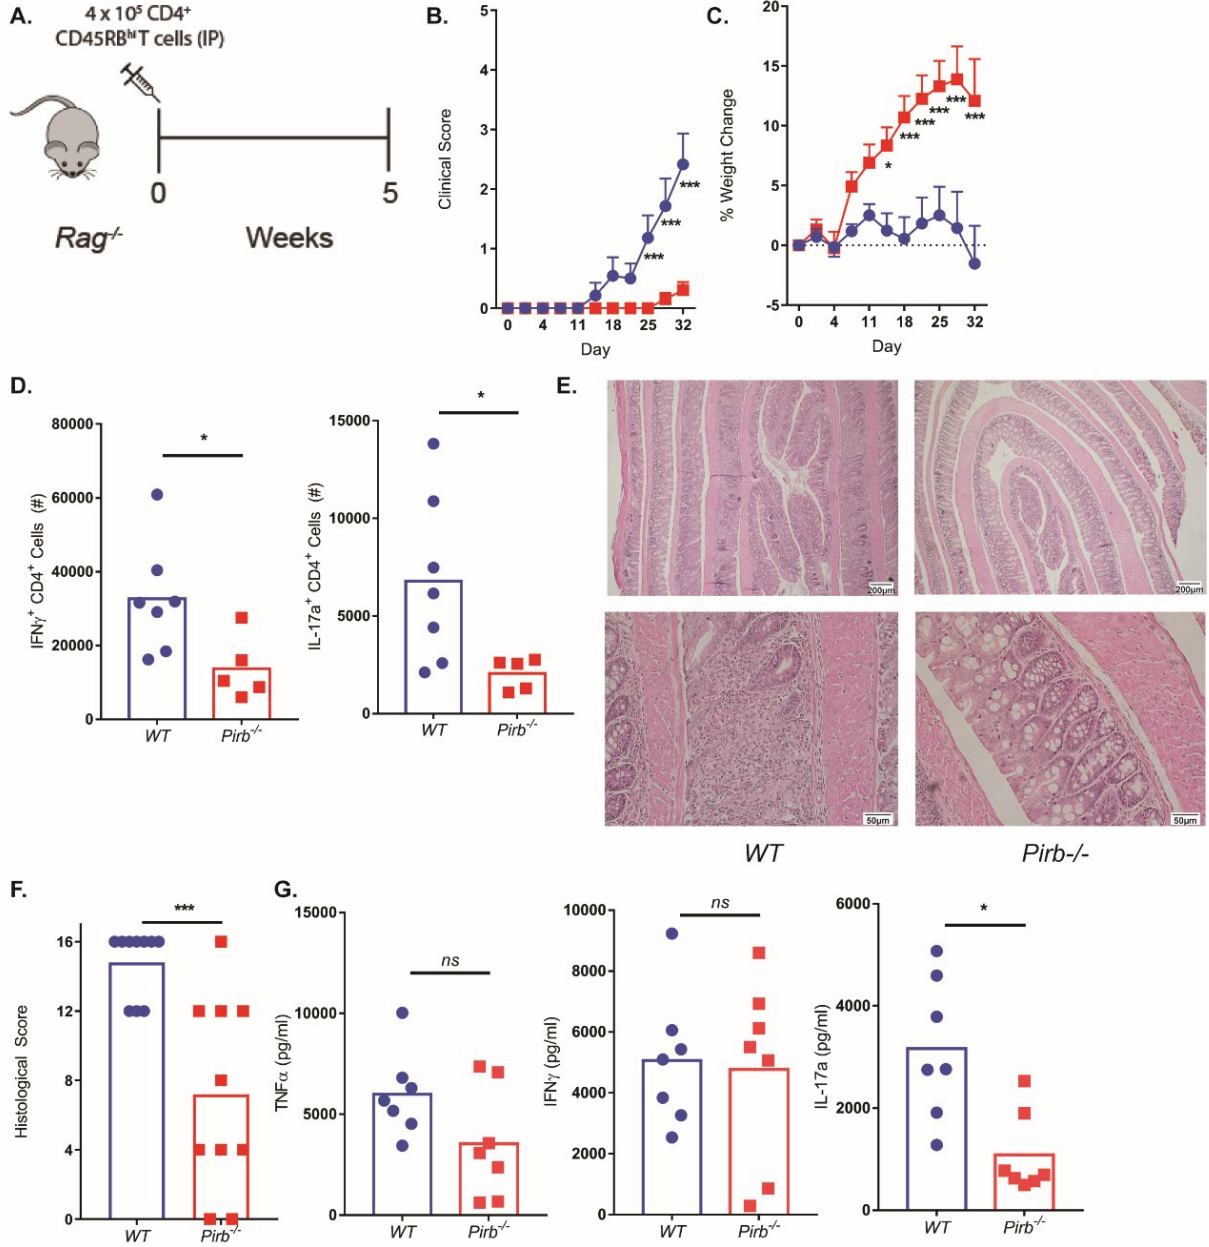 A.
4 x 10⁵ CD4⁺
CD45RBʰⁱT cells (IP)
0
5
Rag⁻/⁻
Weeks
B.
Clinical Score
5
4
3
2
1
0
***
***
***
0 4 11 18 25 32
Day
C.
% Weight Change
20
15
10
5
0
-5
*
***
***
***
***
***
0 4 11 18 25 32
Day
D.
IFNγ⁺ CD4⁺ Cells (#)
80000
60000
40000
20000
0
*
WT Pirb⁻/⁻
IL-17a⁺ CD4⁺ Cells (#)
15000
10000
5000
0
*
WT Pirb⁻/⁻
E.
200µm
200µm
50µm
50µm
WT
Pirb-/-
F.
Histological Score
16
12
8
4
0
***
WT Pirb⁻/⁻
G.
TNFα (pg/ml)
15000
10000
5000
0
ns
WT Pirb⁻/⁻
IFNγ (pg/ml)
10000
8000
6000
4000
2000
0
ns
WT Pirb⁻/⁻
IL-17a (pg/ml)
6000
4000
2000
0
*
WT Pirb⁻/⁻